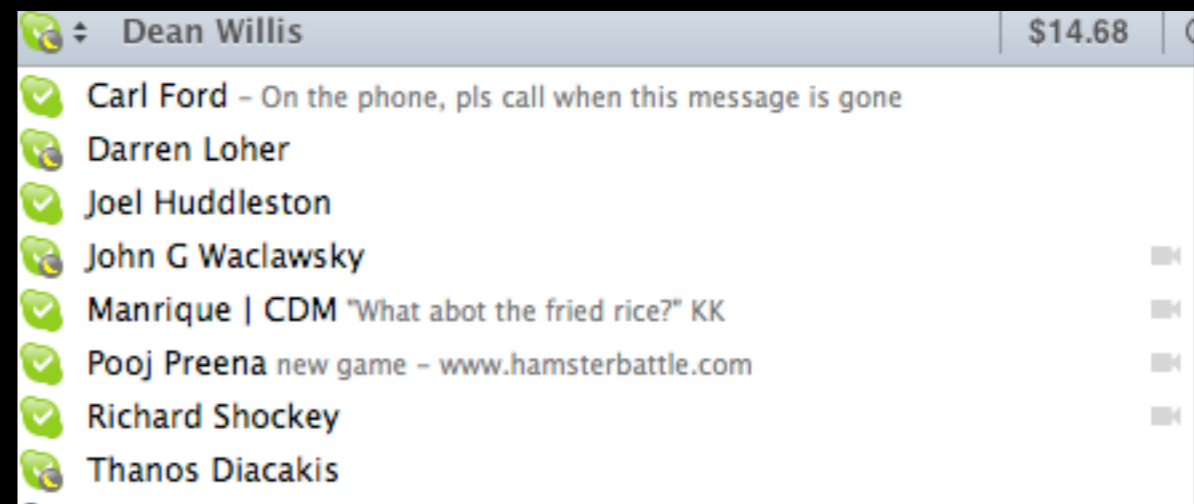 Dean Willis $14.68
Carl Ford – On the phone, pls call when this message is gone
Darren Loher
Joel Huddleston
John G Waclawsky
Manrique | CDM "What abot the fried rice?" KK
Pooj Preena new game – www.hamsterbattle.com
Richard Shockey
Thanos Diacakis